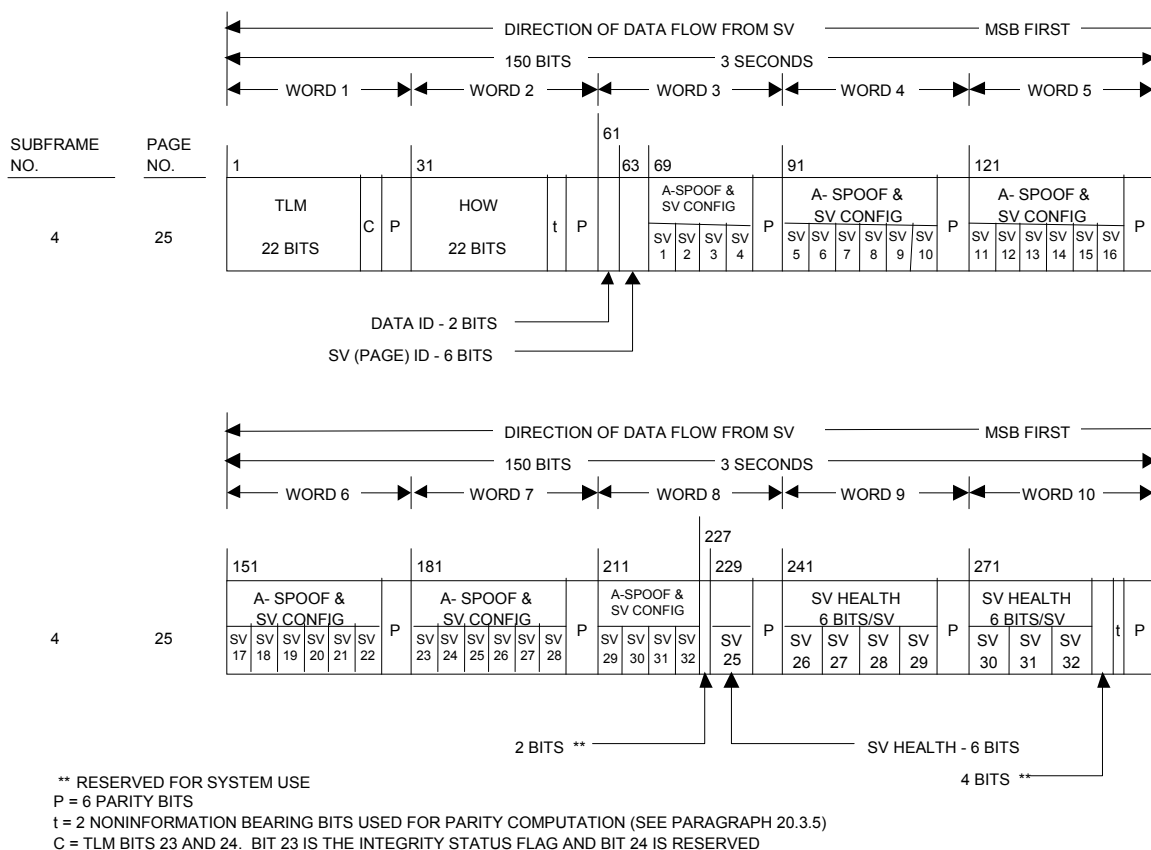 DIRECTION OF DATA FLOW FROM SV MSB FIRST
150 BITS 3 SECONDS
WORD 1 WORD 2 WORD 3 WORD 4 WORD 5
SUBFRAME NO. PAGE NO.
1 31 61 63 69 91 121
4 25
TLM 22 BITS C P
HOW 22 BITS t P
A-SPOOF & SV CONFIG
SV 1 SV 2 SV 3 SV 4 P
A- SPOOF & SV CONFIG
SV 5 SV 6 SV 7 SV 8 SV 9 SV 10 P
A- SPOOF & SV CONFIG
SV 11 SV 12 SV 13 SV 14 SV 15 SV 16 P
DATA ID - 2 BITS
SV (PAGE) ID - 6 BITS
DIRECTION OF DATA FLOW FROM SV MSB FIRST
150 BITS 3 SECONDS
WORD 6 WORD 7 WORD 8 WORD 9 WORD 10
151 181 211 227 229 241 271
4 25
A- SPOOF & SV CONFIG
SV 17 SV 18 SV 19 SV 20 SV 21 SV 22 P
A- SPOOF & SV CONFIG
SV 23 SV 24 SV 25 SV 26 SV 27 SV 28 P
A-SPOOF & SV CONFIG
SV 29 SV 30 SV 31 SV 32
SV 25 P
SV HEALTH 6 BITS/SV
SV 26 SV 27 SV 28 SV 29 P
SV HEALTH 6 BITS/SV
SV 30 SV 31 SV 32 t P
2 BITS ** SV HEALTH - 6 BITS
4 BITS **
** RESERVED FOR SYSTEM USE
P = 6 PARITY BITS
t = 2 NONINFORMATION BEARING BITS USED FOR PARITY COMPUTATION (SEE PARAGRAPH 20.3.5)
C = TLM BITS 23 AND 24. BIT 23 IS THE INTEGRITY STATUS FLAG AND BIT 24 IS RESERVED